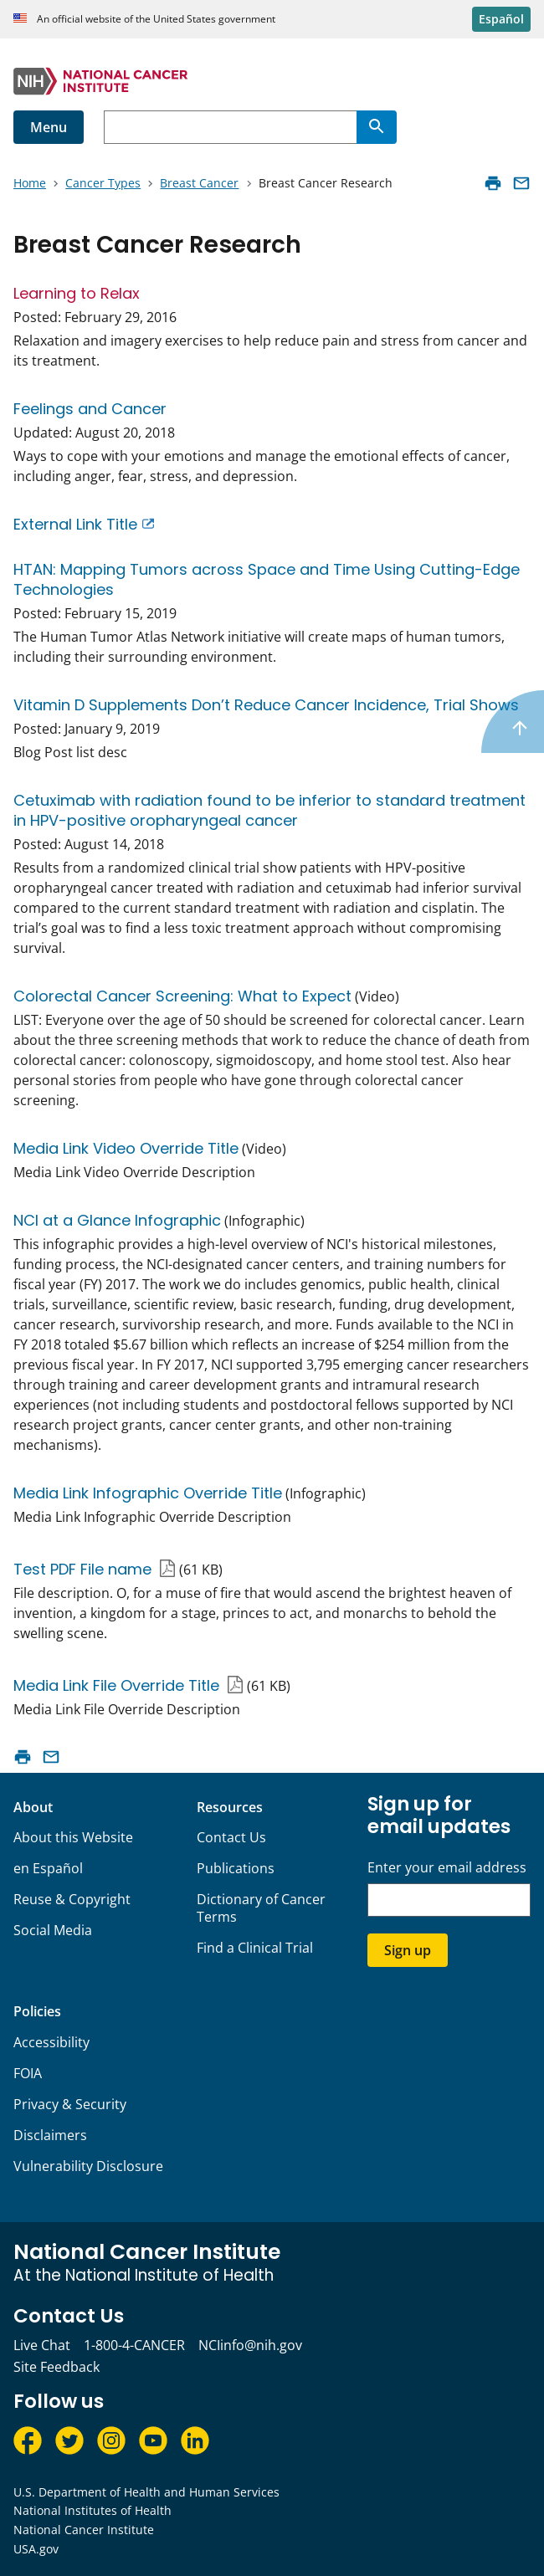 An official website of the United States government
Español
NIH NATIONAL CANCER
INSTITUTE
Menu
Home > Cancer Types > Breast Cancer > Breast Cancer Research
Breast Cancer Research
Learning to Relax
Posted: February 29, 2016
Relaxation and imagery exercises to help reduce pain and stress from cancer and
its treatment.
Feelings and Cancer
Updated: August 20, 2018
Ways to cope with your emotions and manage the emotional effects of cancer,
including anger, fear, stress, and depression.
External Link Title
HTAN: Mapping Tumors across Space and Time Using Cutting-Edge
Technologies
Posted: February 15, 2019
The Human Tumor Atlas Network initiative will create maps of human tumors,
including their surrounding environment.
Vitamin D Supplements Don’t Reduce Cancer Incidence, Trial Shows
Posted: January 9, 2019
Blog Post list desc
Cetuximab with radiation found to be inferior to standard treatment
in HPV-positive oropharyngeal cancer
Posted: August 14, 2018
Results from a randomized clinical trial show patients with HPV-positive
oropharyngeal cancer treated with radiation and cetuximab had inferior survival
compared to the current standard treatment with radiation and cisplatin. The
trial’s goal was to find a less toxic treatment approach without compromising
survival.
Colorectal Cancer Screening: What to Expect (Video)
LIST: Everyone over the age of 50 should be screened for colorectal cancer. Learn
about the three screening methods that work to reduce the chance of death from
colorectal cancer: colonoscopy, sigmoidoscopy, and home stool test. Also hear
personal stories from people who have gone through colorectal cancer
screening.
Media Link Video Override Title (Video)
Media Link Video Override Description
NCI at a Glance Infographic (Infographic)
This infographic provides a high-level overview of NCI's historical milestones,
funding process, the NCI-designated cancer centers, and training numbers for
fiscal year (FY) 2017. The work we do includes genomics, public health, clinical
trials, surveillance, scientific review, basic research, funding, drug development,
cancer research, survivorship research, and more. Funds available to the NCI in
FY 2018 totaled $5.67 billion which reflects an increase of $254 million from the
previous fiscal year. In FY 2017, NCI supported 3,795 emerging cancer researchers
through training and career development grants and intramural research
experiences (not including students and postdoctoral fellows supported by NCI
research project grants, cancer center grants, and other non-training
mechanisms).
Media Link Infographic Override Title (Infographic)
Media Link Infographic Override Description
Test PDF File name (61 KB)
File description. O, for a muse of fire that would ascend the brightest heaven of
invention, a kingdom for a stage, princes to act, and monarchs to behold the
swelling scene.
Media Link File Override Title (61 KB)
Media Link File Override Description
About
About this Website
en Español
Reuse & Copyright
Social Media
Resources
Contact Us
Publications
Dictionary of Cancer
Terms
Find a Clinical Trial
Sign up for
email updates
Enter your email address
Sign up
Policies
Accessibility
FOIA
Privacy & Security
Disclaimers
Vulnerability Disclosure
National Cancer Institute
At the National Institute of Health
Contact Us
Live Chat 1-800-4-CANCER NCIinfo@nih.gov
Site Feedback
Follow us
U.S. Department of Health and Human Services
National Institutes of Health
National Cancer Institute
USA.gov